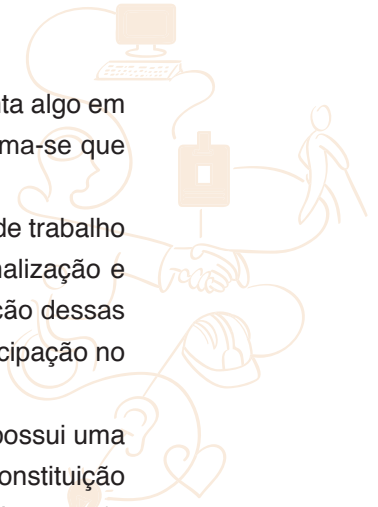 ta algo em
ma-se que
de trabalho
nalização e
ção dessas
cipação no
possui uma
onstituição